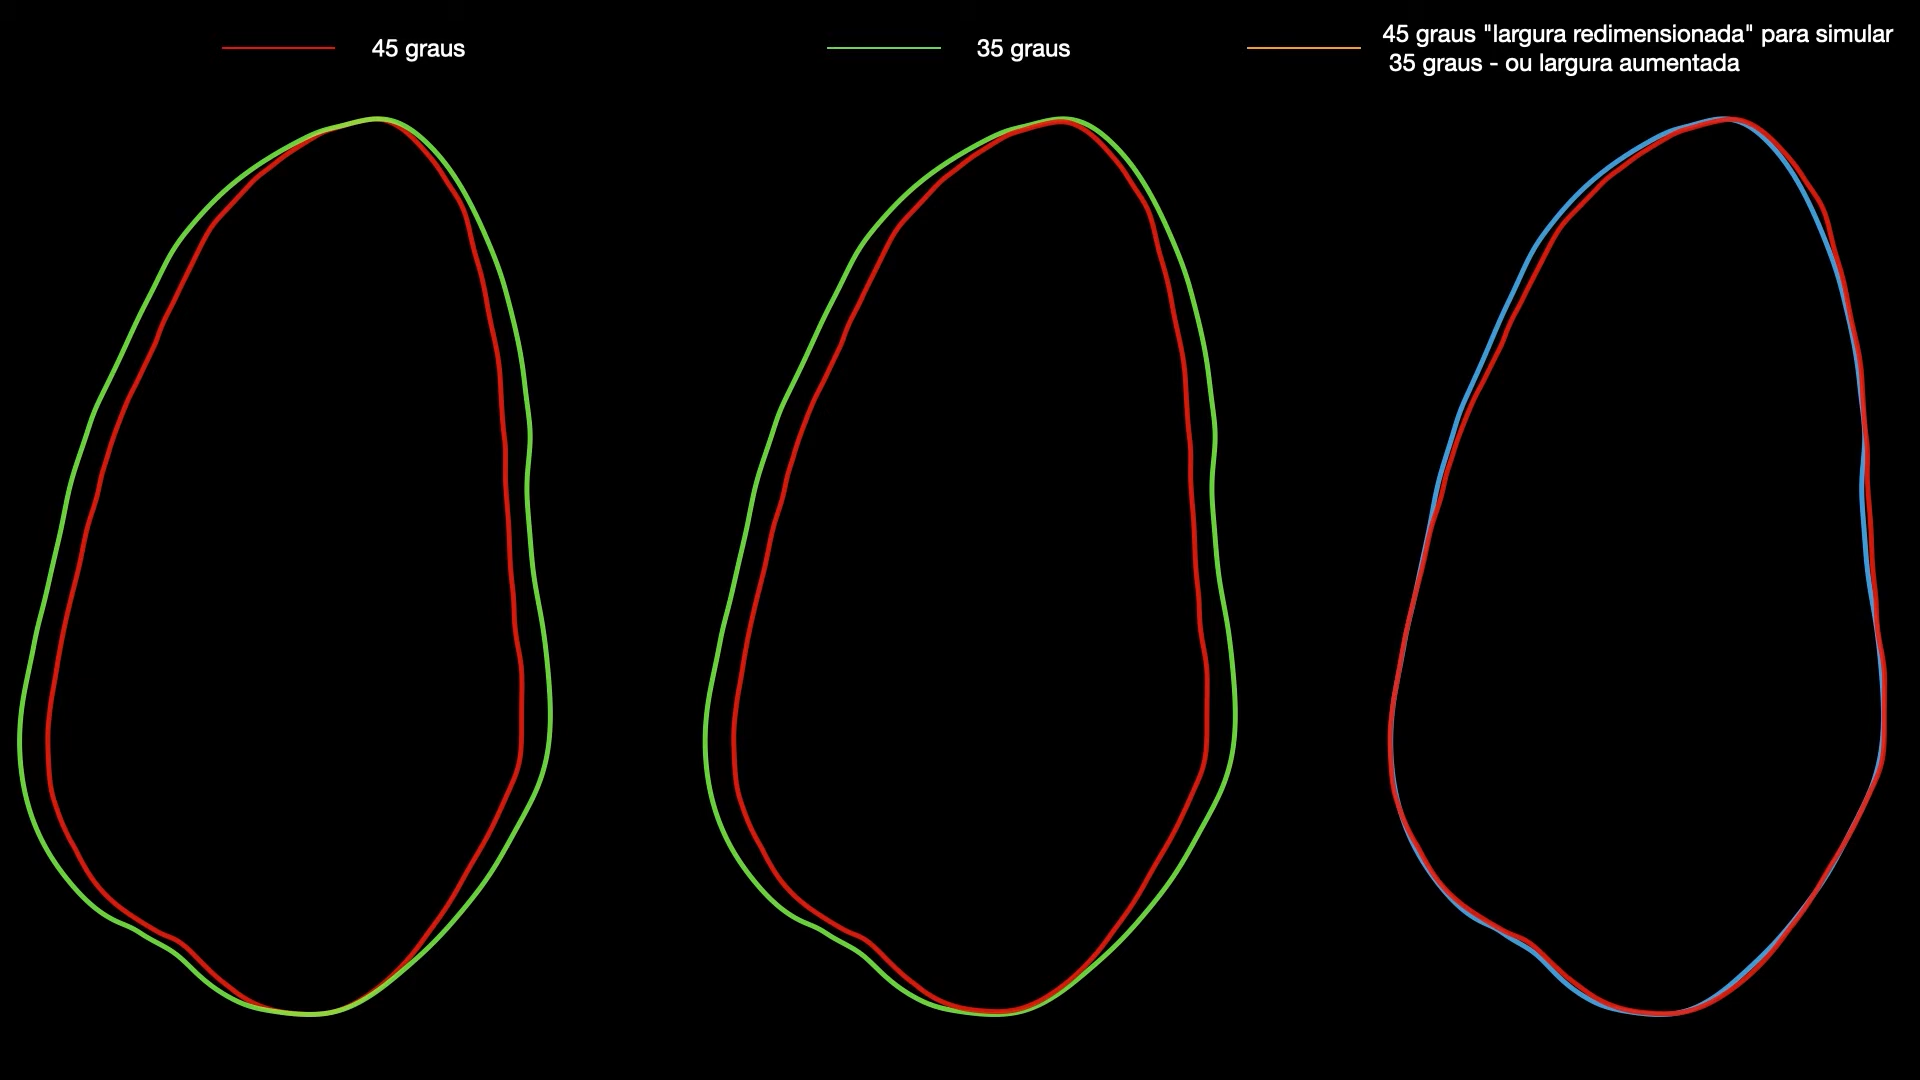 45 graus
35 graus
45 graus "largura redimensionada" para simular
35 graus - ou largura aumentada